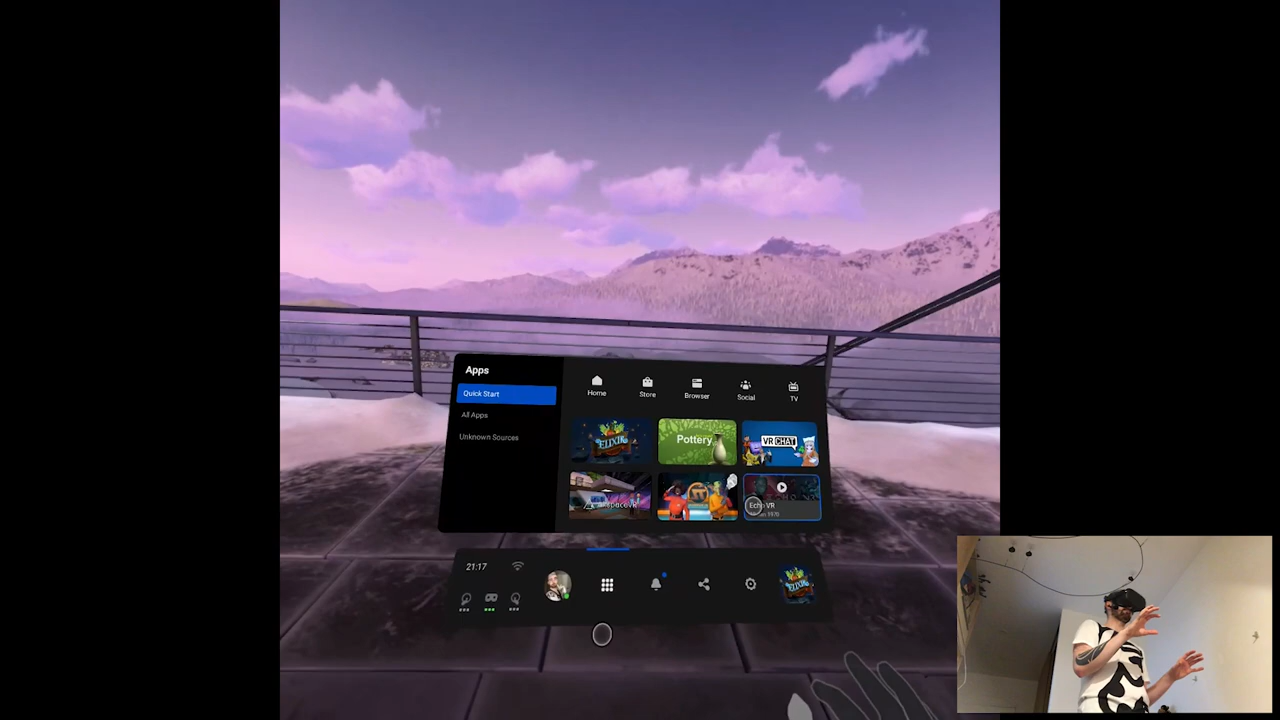 Apps
Quick Start
All Apps
Unknown Sources
Home
Store
Browser
Social
TV
ELIXIR
Pottery
VRCHAT
Echo VR
21:17